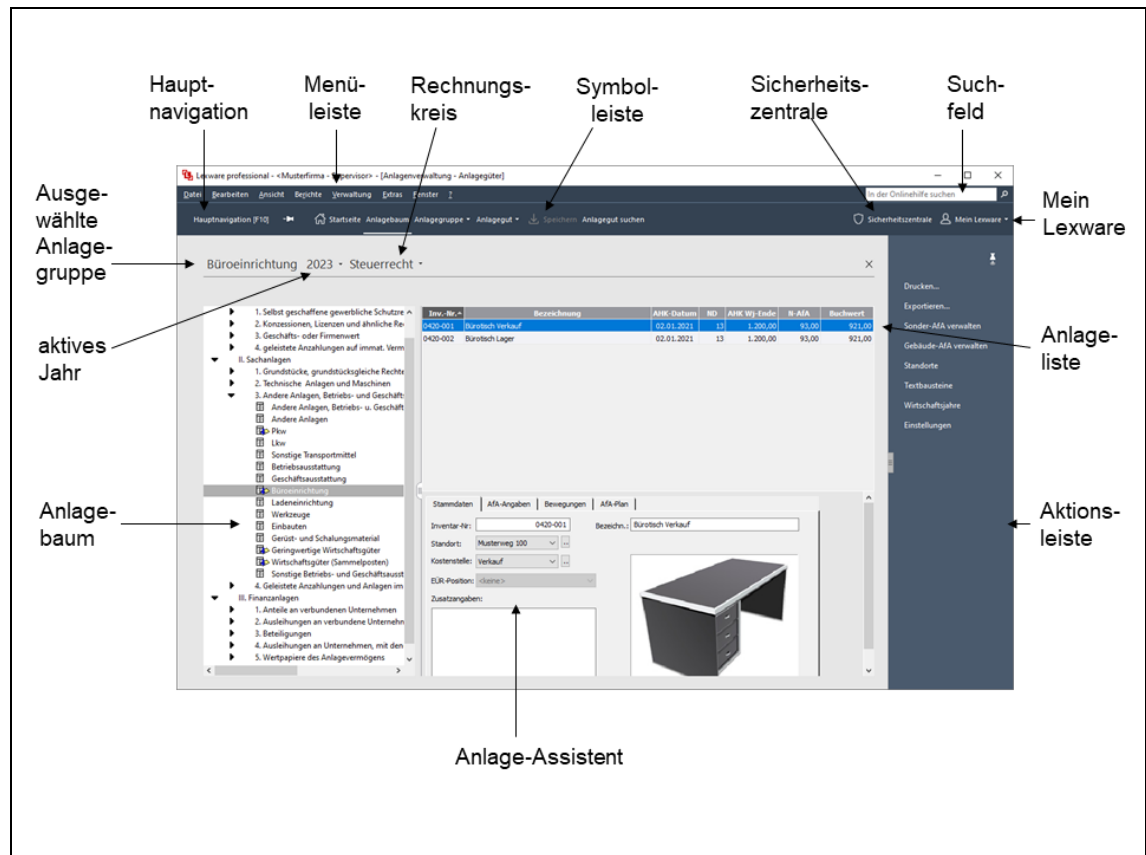 Haupt-
navigation
Menü-
leiste
Rechnungs-
kreis
Symbol-
leiste
Sicherheits-
zentrale
Such-
feld
Ausge-
wählte
Anlage-
gruppe
aktives
Jahr
Anlage-
baum
Mein
Lexware
Anlage-
liste
Aktions-
leiste
Anlage-Assistent
Lexware professional - <Musterfirma - Supervisor> - [Anlagenverwaltung - Anlagegüter]
Datei Bearbeiten Ansicht Berichte Verwaltung Extras Fenster ?
In der Onlinehilfe suchen
Hauptnavigation [F10] Startseite Anlagebaum Anlagegruppe Anlagegut Speichern Anlagegut suchen Sicherheitszentrale Mein Lexware
Büroeinrichtung 2023 Steuerrecht
1. Selbst geschaffene gewerbliche Schutzre
2. Konzessionen, Lizenzen und ähnliche Re
3. Geschäfts- oder Firmenwert
4. geleistete Anzahlungen auf immat. Verm
II. Sachanlagen
1. Grundstücke, grundstücksgleiche Rechte
2. Technische Anlagen und Maschinen
3. Andere Anlagen, Betriebs- und Geschäft
Andere Anlagen, Betriebs- u. Geschäft
Andere Anlagen
Pkw
Lkw
Sonstige Transportmittel
Betriebsausstattung
Geschäftsausstattung
Büroeinrichtung
Ladeneinrichtung
Werkzeuge
Einbauten
Gerüst- und Schalungsmaterial
Geringwertige Wirtschaftsgüter
Wirtschaftsgüter (Sammelposten)
Sonstige Betriebs- und Geschäftsausst
4. Geleistete Anzahlungen und Anlagen im
III. Finanzanlagen
1. Anteile an verbundenen Unternehmen
2. Ausleihungen an verbundene Unternehm
3. Beteiligungen
4. Ausleihungen an Unternehmen, mit den
5. Wertpapiere des Anlagevermögens
Inv.-Nr. Bezeichnung AHK-Datum ND AHK Wj-Ende N-AfA Buchwert
0420-001 Bürotisch Verkauf 02.01.2021 13 1.200,00 93,00 921,00
0420-002 Bürotisch Lager 02.01.2021 13 1.200,00 93,00 921,00
Stammdaten AfA-Angaben Bewegungen AfA-Plan
Inventar-Nr: 0420-001 Bezeichn.: Bürotisch Verkauf
Standort: Musterweg 100 ...
Kostenstelle: Verkauf ...
EÜR-Position: <keine>
Zusatzangaben:
Drucken...
Exportieren...
Sonder-AfA verwalten
Gebäude-AfA verwalten
Standorte
Textbausteine
Wirtschaftsjahre
Einstellungen